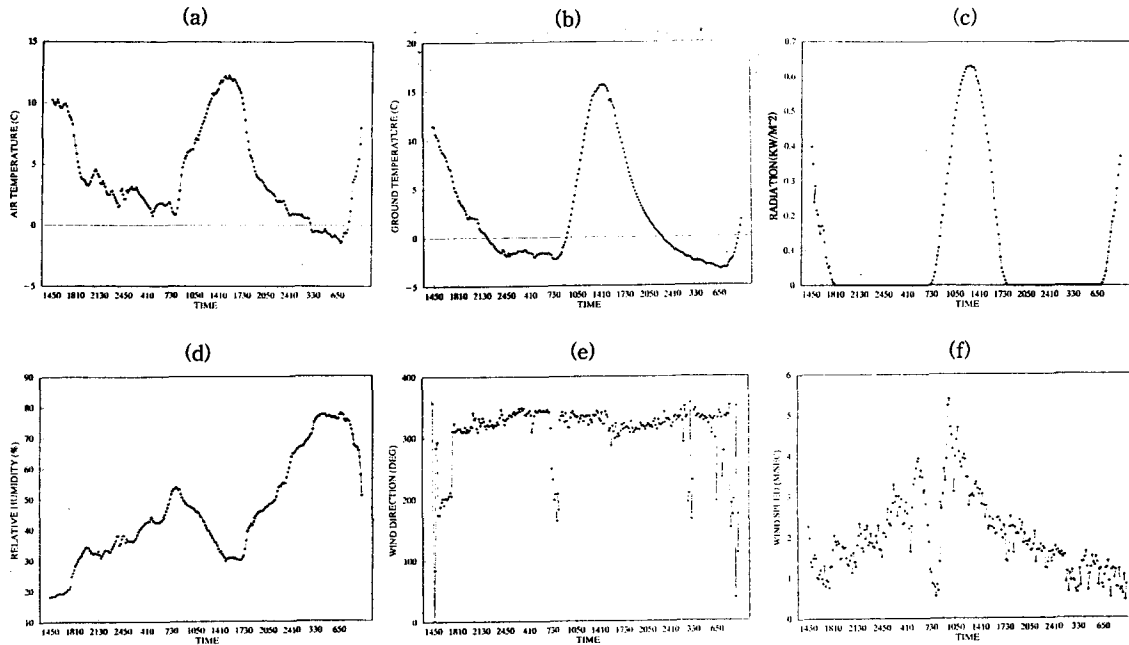 (a)
15
10
5
0
−5
AIR TEMPERATURE (C)
1450 1810 2130 2450 410 730 1050 1410 1730 2050 2410 330 650
TIME
(b)
20
15
10
5
0
−5
GROUND TEMPERATURE (C)
1450 1810 2130 2450 410 730 1050 1410 1730 2050 2410 330 650
TIME
(c)
0.7
0.6
0.5
0.4
0.3
0.2
0.1
0
RADIATION(KW/M^2)
1450 1810 2130 2450 410 730 1050 1410 1730 2050 2410 330 650
TIME
(d)
90
80
70
60
50
40
30
20
10
RELATIVE HUMIDITY (%)
1450 1810 2130 2450 410 730 1050 1410 1730 2050 2410 330 650
TIME
(e)
400
300
200
100
0
WIND DIRECTION (DEG)
1450 1810 2130 2450 410 730 1050 1410 1730 2050 2410 330 650
TIME
(f)
6
5
4
3
2
1
0
WIND SPEED (M/SEC)
1450 1810 2130 2450 410 730 1050 1410 1730 2050 2410 330 650
TIME